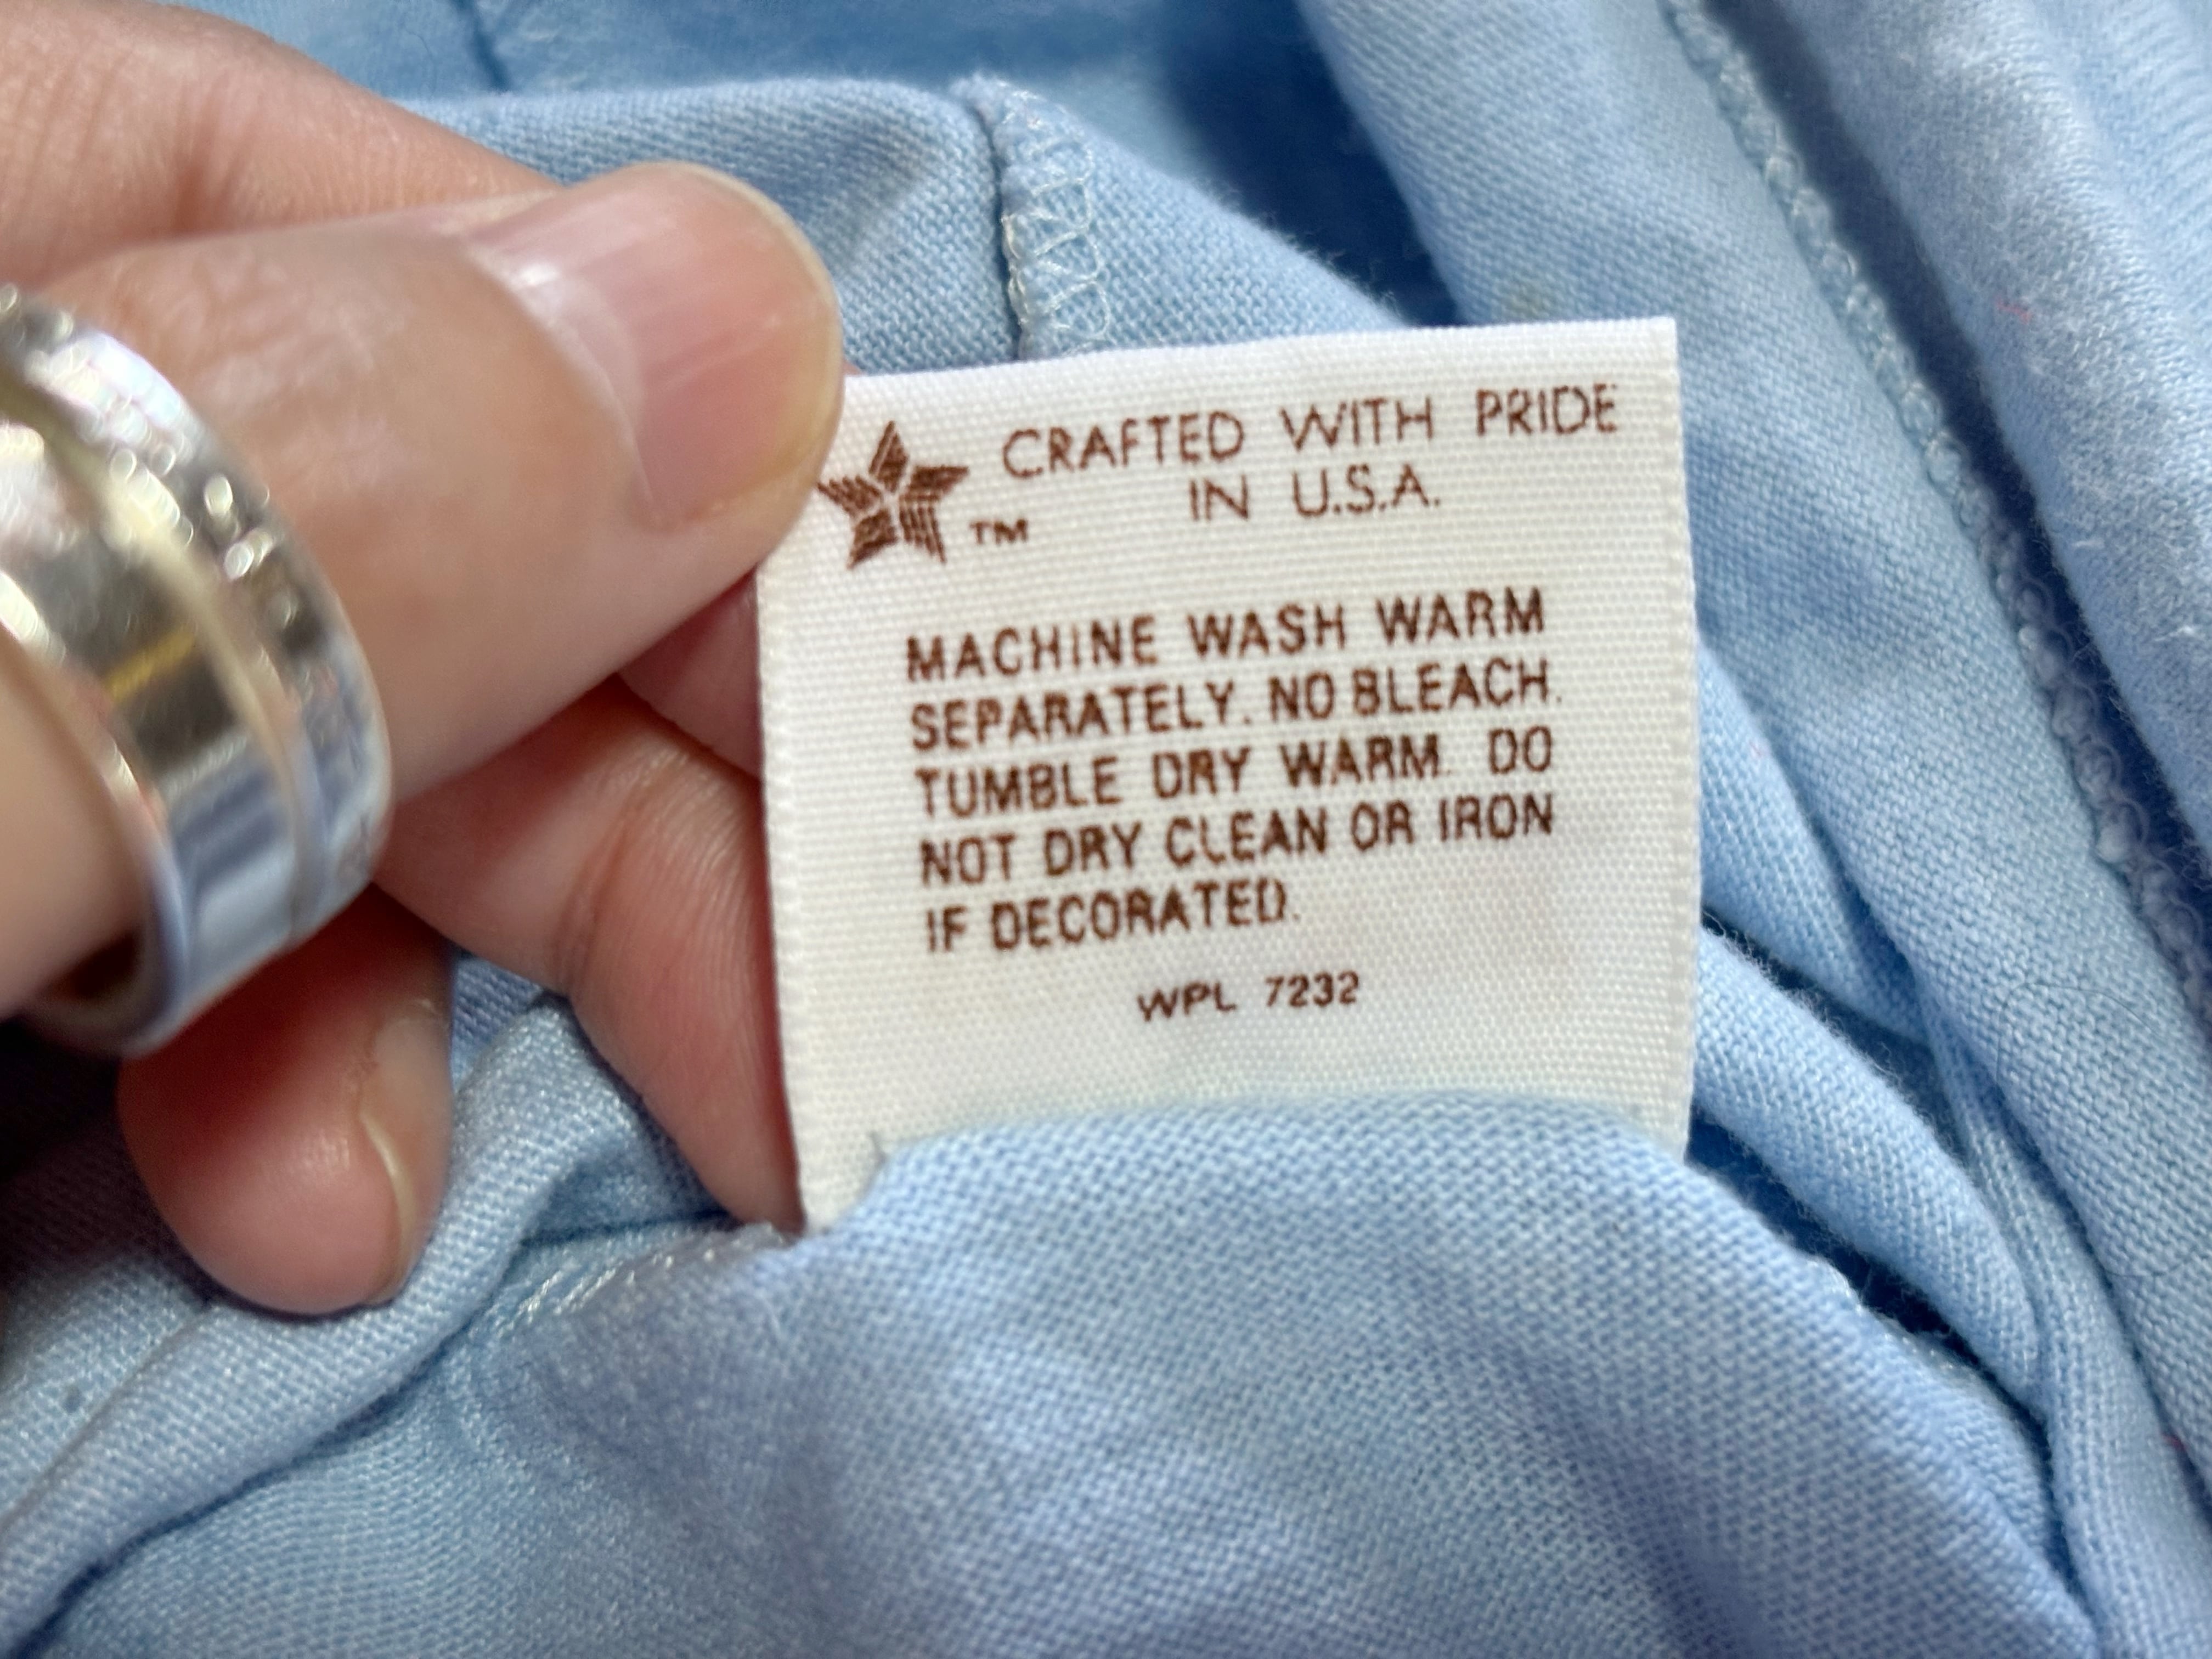 CRAFTED WITH PRIDE
IN U.S.A.
TM
MACHINE WASH WARM
SEPARATELY. NO BLEACH.
TUMBLE DRY WARM. DO
NOT DRY CLEAN OR IRON
IF DECORATED.
WPL 7232